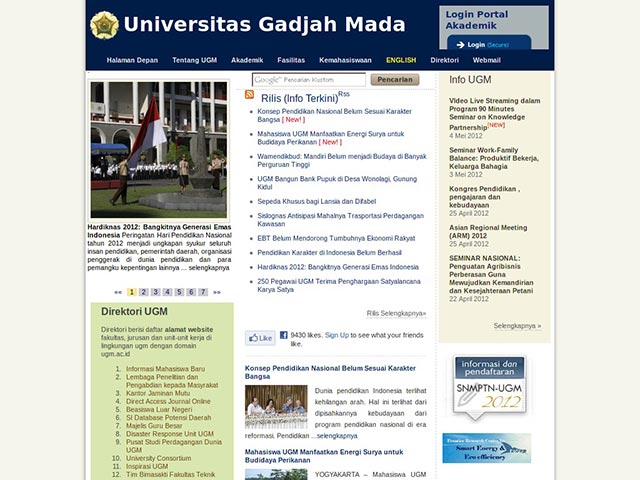 Universitas Gadjah Mada
Login Portal
Akademik
Login (Secure)
Halaman Depan Tentang UGM Akademik Fasilitas Kemahasiswaan ENGLISH Direktori Webmail
Google Pencarian Kustom Pencarian
Rilis (Info Terkini)Rss
Konsep Pendidikan Nasional Belum Sesuai Karakter
Bangsa [ New! ]
Mahasiswa UGM Manfaatkan Energi Surya untuk
Budidaya Perikanan [ New! ]
Wamendikbud: Mandiri Belum menjadi Budaya di Banyak
Perguruan Tinggi
UGM Bangun Bank Pupuk di Desa Wonolagi, Gunung
Kidul
Sepeda Khusus bagi Lansia dan Difabel
Sislognas Antisipasi Mahalnya Trasportasi Perdagangan
Kawasan
EBT Belum Mendorong Tumbuhnya Ekonomi Rakyat
Pendidikan Karakter di Indonesia Belum Berhasil
Hardiknas 2012: Bangkitnya Generasi Emas Indonesia
250 Pegawai UGM Terima Penghargaan Satyalancana
Karya Satya
Rilis Selengkapnya»
Like 9430 likes. Sign Up to see what your friends
like.
Konsep Pendidikan Nasional Belum Sesuai Karakter
Bangsa
Dunia pendidikan Indonesia terlihat
kehilangan arah. Hal ini terlihat dari
dipisahkannya kebudayaan dari
program pendidikan nasional di era
reformasi. Pendidikan ...selengkapnya
Mahasiswa UGM Manfaatkan Energi Surya untuk
Budidaya Perikanan
YOGYAKARTA – Mahasiswa UGM
Hardiknas 2012: Bangkitnya Generasi Emas
Indonesia Peringatan Hari Pendidikan Nasional
tahun 2012 menjadi ungkapan syukur seluruh
insan pendidikan, pemerintah daerah, organisasi
penggerak di dunia pendidikan dan para
pemangku kepentingan lainnya ... selengkapnya
«« 1 2 3 4 5 6 7 »»
Direktori UGM
Direktori berisi daftar alamat website
fakultas, jurusan dan unit-unit kerja di
lingkungan ugm dengan domain
ugm.ac.id
1. Informasi Mahasiswa Baru
2. Lembaga Penelitian dan
Pengabdian kepada Masyrakat
3. Kantor Jaminan Mutu
4. Direct Access Journal Online
5. Beasiswa Luar Negeri
6. SI Database Potensi Daerah
7. Majelis Guru Besar
8. Disaster Response Unit UGM
9. Pusat Studi Perdagangan Dunia
UGM
10. University Consortium
11. Inspirasi UGM
12. Tim Bimasakti Fakultas Teknik
Info UGM
VIdeo Live Streaming dalam
Program 90 Minutes
Seminar on Knowledge
Partnership[NEW]
4 Mei 2012
Seminar Work-Family
Balance: Produktif Bekerja,
Keluarga Bahagia
3 Mei 2012
Kongres Pendidikan ,
pengajaran dan
kebudayaan
25 April 2012
Asian Regional Meeting
(ARM) 2012
25 April 2012
SEMINAR NASIONAL:
Penguatan Agribisnis
Perberasan Guna
Mewujudkan Kemandirian
dan Kesejahteraan Petani
22 April 2012
Selengkapnya »
informasi dan
pendaftaran
SNMPTN-UGM
2012
Frontier Research Center
Smart Energy &
Eco efficiency